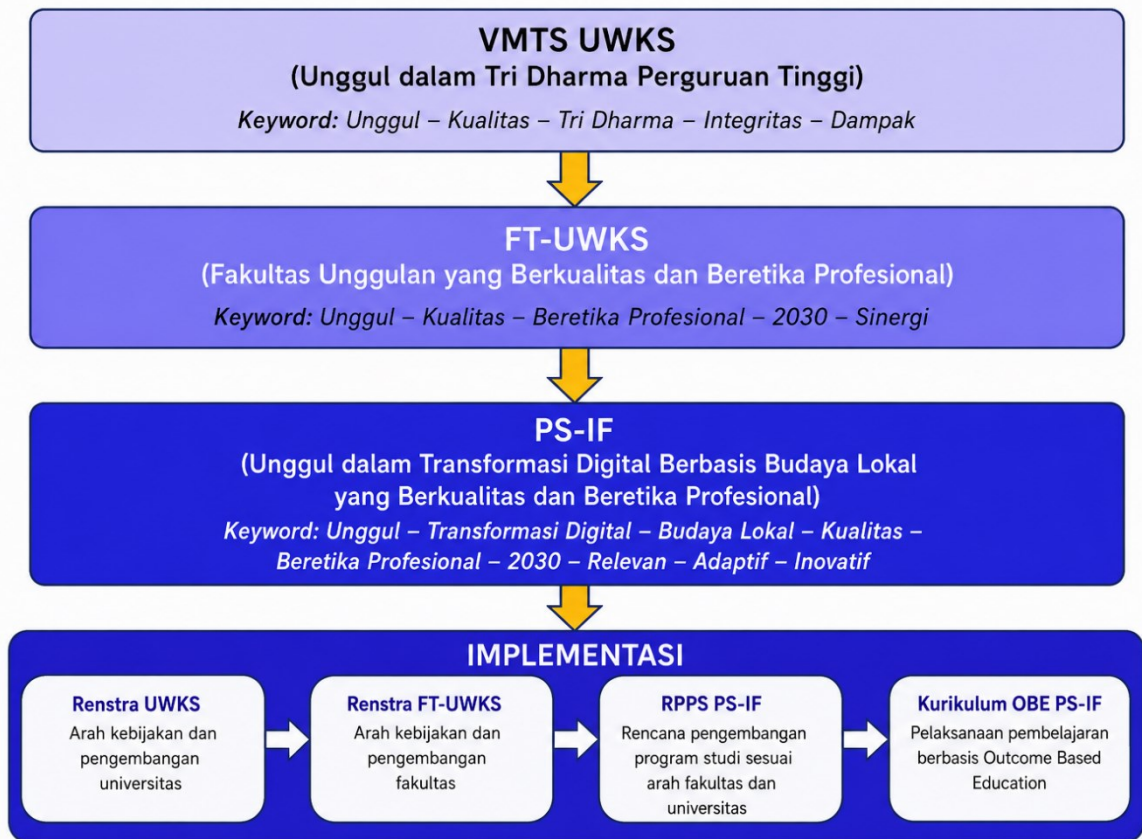 VMTS UWKS
(Unggul dalam Tri Dharma Perguruan Tinggi)
Keyword: Unggul – Kualitas – Tri Dharma – Integritas – Dampak
FT-UWKS
(Fakultas Unggulan yang Berkualitas dan Beretika Profesional)
Keyword: Unggul – Kualitas – Beretika Profesional – 2030 – Sinergi
PS-IF
(Unggul dalam Transformasi Digital Berbasis Budaya Lokal
yang Berkualitas dan Beretika Profesional)
Keyword: Unggul – Transformasi Digital – Budaya Lokal – Kualitas –
Beretika Profesional – 2030 – Relevan – Adaptif – Inovatif
IMPLEMENTASI
Renstra UWKS
Arah kebijakan dan
pengembangan
universitas
Renstra FT-UWKS
Arah kebijakan dan
pengembangan
fakultas
RPPS PS-IF
Rencana pengembangan
program studi sesuai
arah fakultas dan
universitas
Kurikulum OBE PS-IF
Pelaksanaan pembelajaran
berbasis Outcome Based
Education